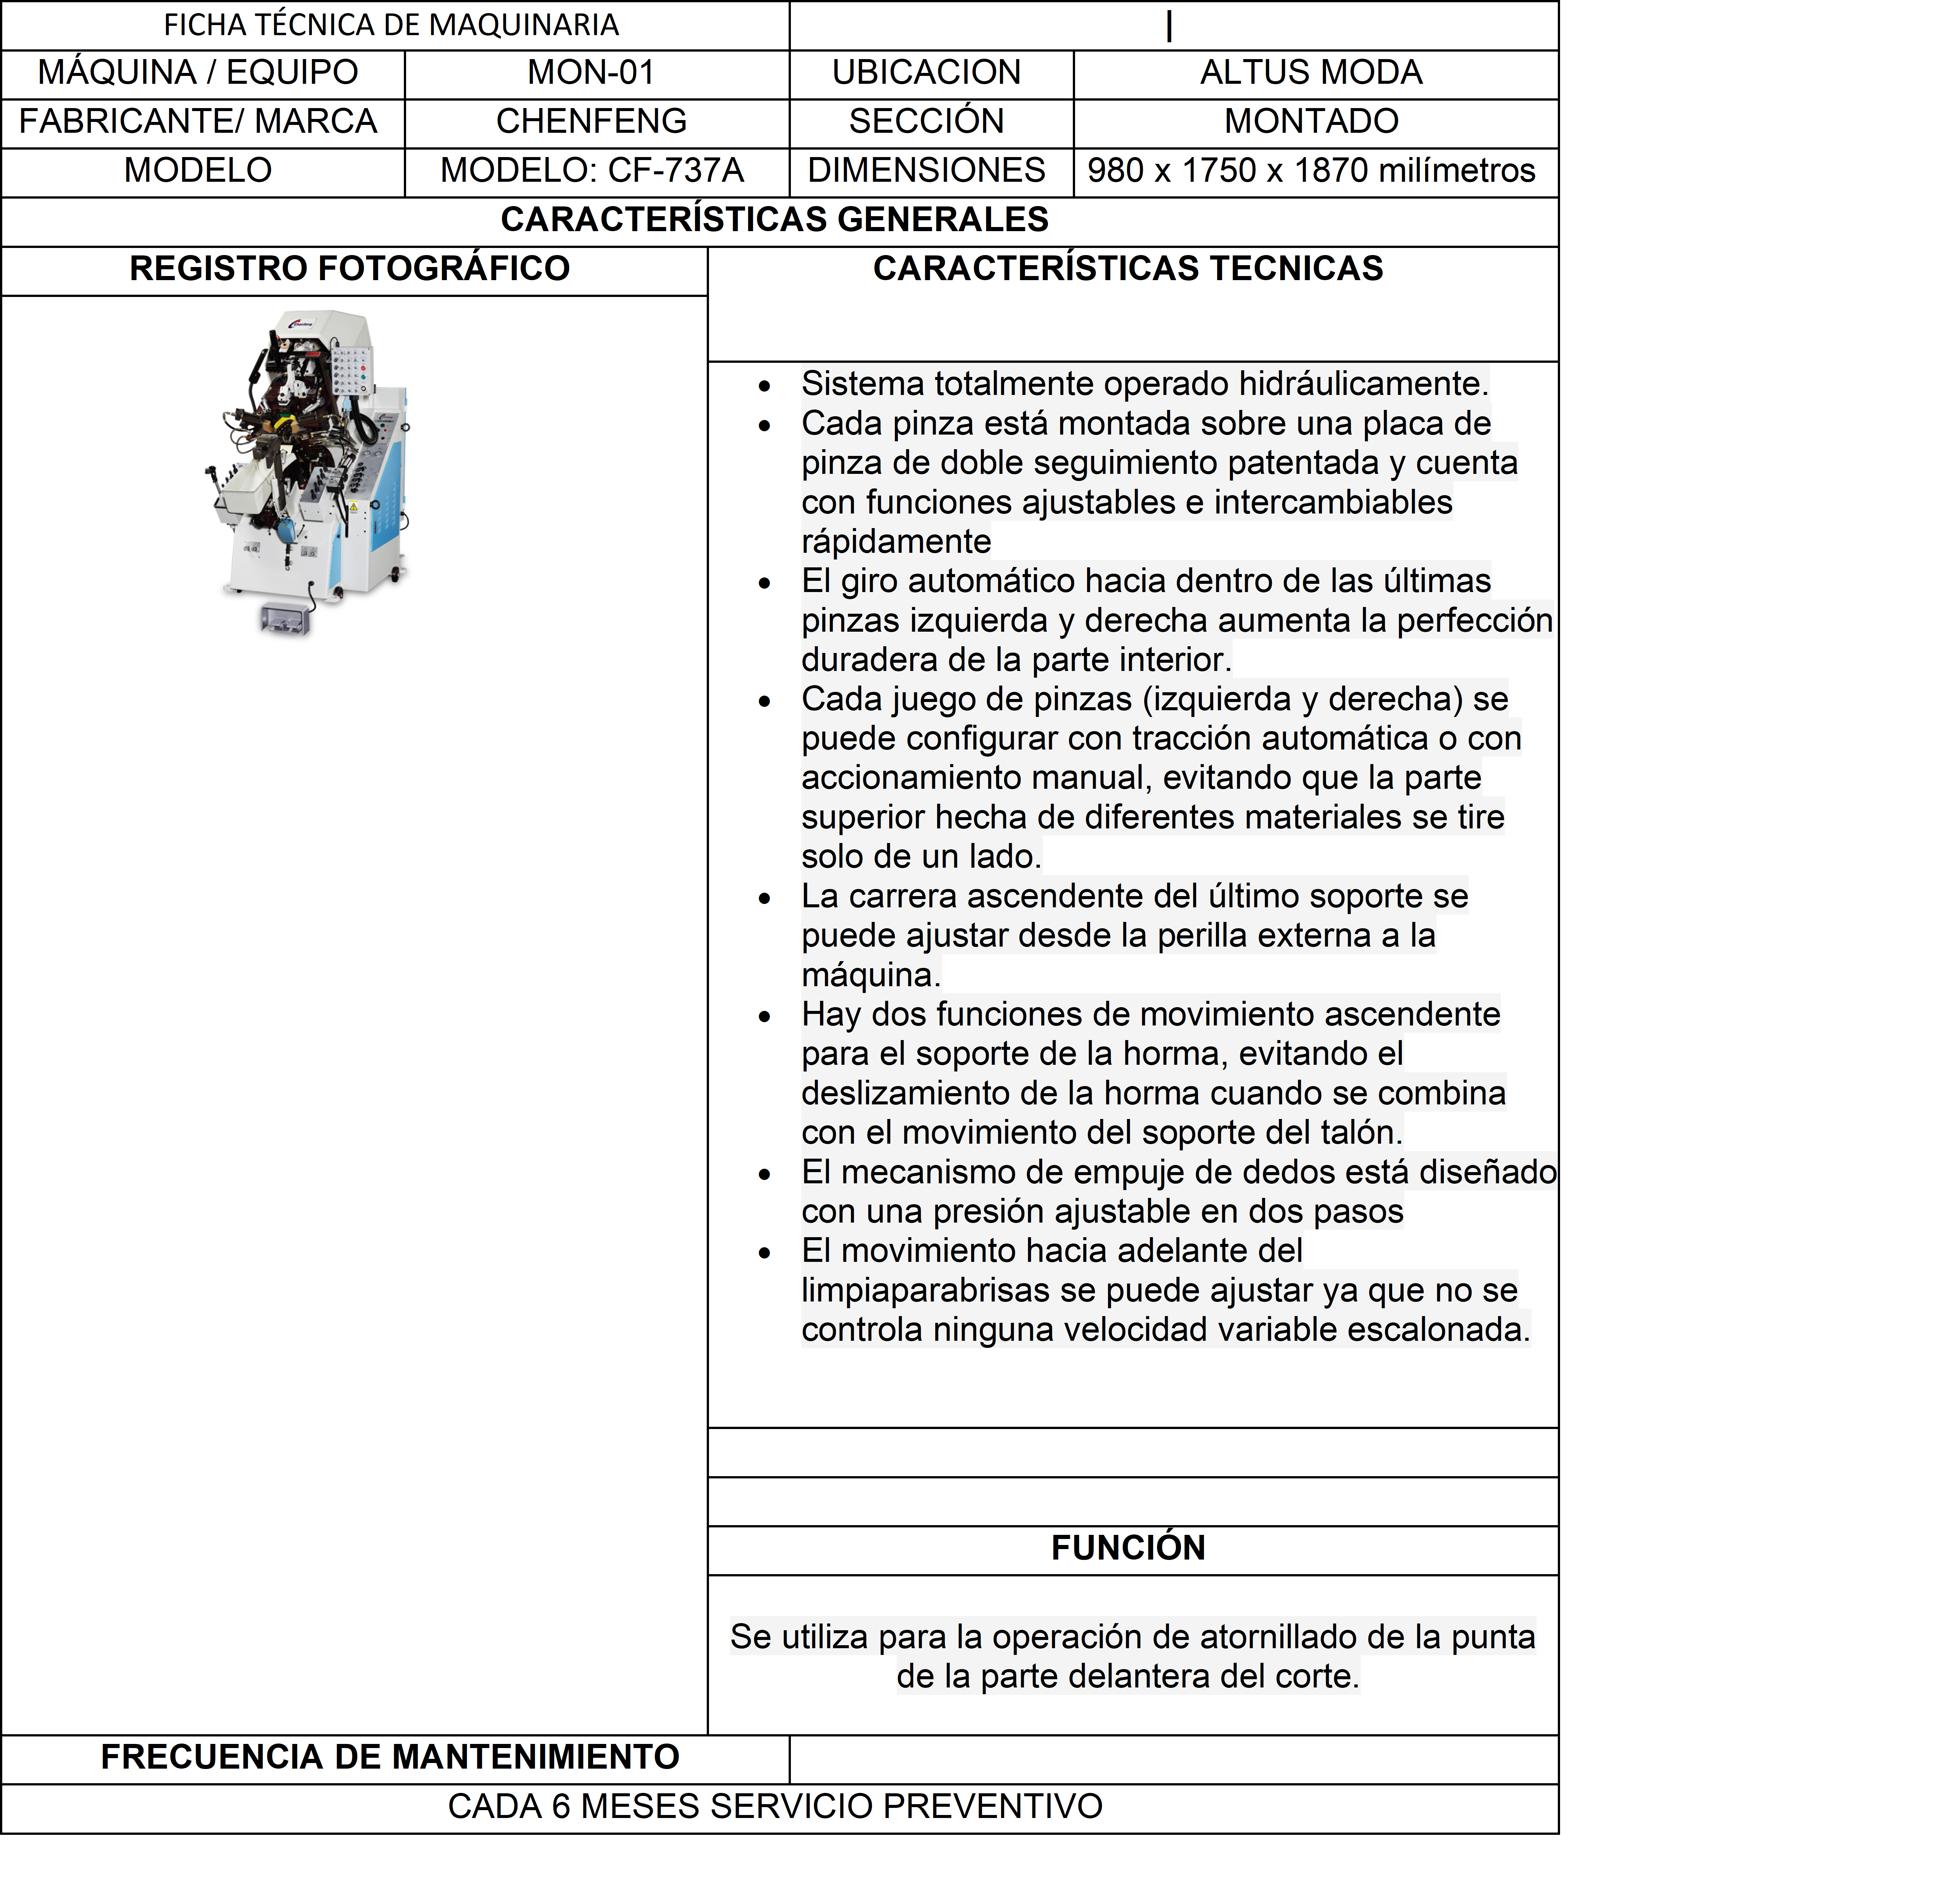 FICHA TÉCNICA DE MAQUINARIA
MÁQUINA / EQUIPO MON-01 UBICACION ALTUS MODA
FABRICANTE/ MARCA CHENFENG SECCIÓN MONTADO
MODELO MODELO: CF-737A DIMENSIONES 980 x 1750 x 1870 milímetros
CARACTERÍSTICAS GENERALES
REGISTRO FOTOGRÁFICO
CARACTERÍSTICAS TECNICAS
• Sistema totalmente operado hidráulicamente.
• Cada pinza está montada sobre una placa de
pinza de doble seguimiento patentada y cuenta
con funciones ajustables e intercambiables
rápidamente
• El giro automático hacia dentro de las últimas
pinzas izquierda y derecha aumenta la perfección
duradera de la parte interior.
• Cada juego de pinzas (izquierda y derecha) se
puede configurar con tracción automática o con
accionamiento manual, evitando que la parte
superior hecha de diferentes materiales se tire
solo de un lado.
• La carrera ascendente del último soporte se
puede ajustar desde la perilla externa a la
máquina.
• Hay dos funciones de movimiento ascendente
para el soporte de la horma, evitando el
deslizamiento de la horma cuando se combina
con el movimiento del soporte del talón.
• El mecanismo de empuje de dedos está diseñado
con una presión ajustable en dos pasos
• El movimiento hacia adelante del
limpiaparabrisas se puede ajustar ya que no se
controla ninguna velocidad variable escalonada.
FUNCIÓN
Se utiliza para la operación de atornillado de la punta
de la parte delantera del corte.
FRECUENCIA DE MANTENIMIENTO
CADA 6 MESES SERVICIO PREVENTIVO